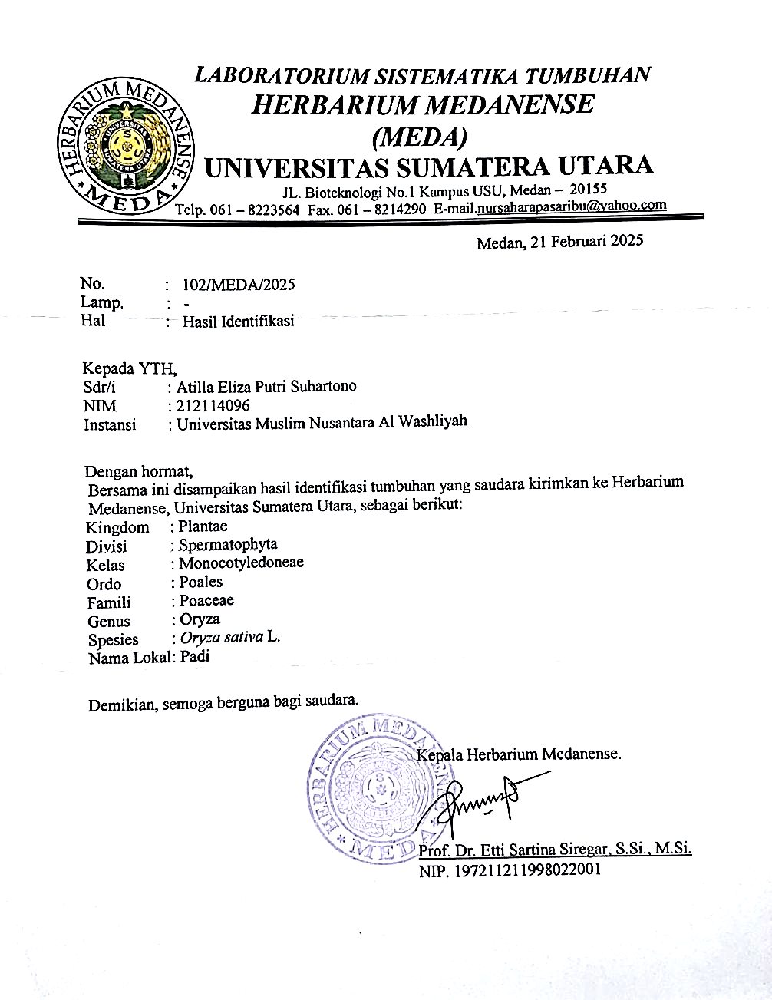 LABORATORIUM SISTEMATIKA TUMBUHAN
HERBARIUM MEDANENSE
(MEDA)
UNIVERSITAS SUMATERA UTARA
JL. Bioteknologi No.1 Kampus USU, Medan – 20155
Telp. 061 – 8223564 Fax. 061 – 8214290 E-mail.nursaharapasaribu@yahoo.com
HERBARIUM MEDANENSE
* MEDA *
UNIVERSITAS
SUMATERA UTARA
Medan, 21 Februari 2025
No. : 102/MEDA/2025
Lamp. : -
Hal : Hasil Identifikasi
Kepada YTH,
Sdr/i : Atilla Eliza Putri Suhartono
NIM : 212114096
Instansi : Universitas Muslim Nusantara Al Washliyah
Dengan hormat,
Bersama ini disampaikan hasil identifikasi tumbuhan yang saudara kirimkan ke Herbarium
Medanense, Universitas Sumatera Utara, sebagai berikut:
Kingdom : Plantae
Divisi : Spermatophyta
Kelas : Monocotyledoneae
Ordo : Poales
Famili : Poaceae
Genus : Oryza
Spesies : Oryza sativa L.
Nama Lokal: Padi
Demikian, semoga berguna bagi saudara.
Kepala Herbarium Medanense.
HERBARIUM MEDANENSE
* MEDA *
Prof. Dr. Etti Sartina Siregar, S.Si., M.Si.
NIP. 197211211998022001